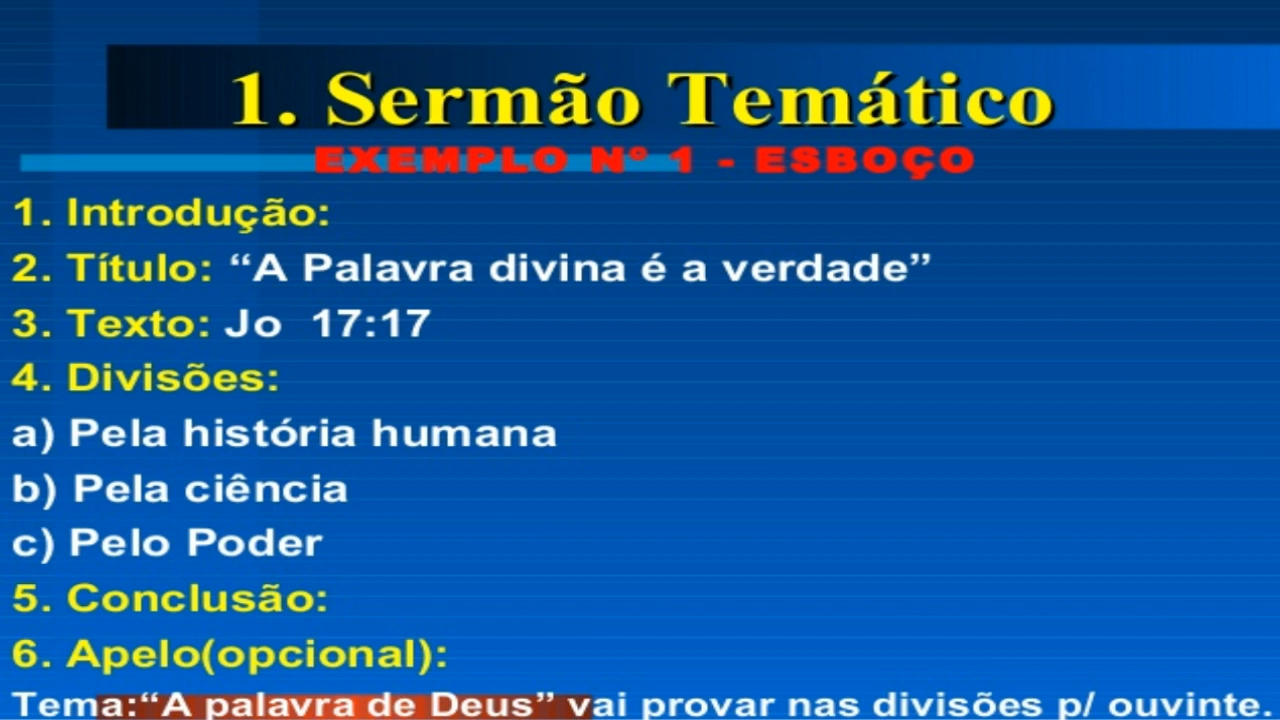 1. Sermão Temático
EXEMPLO Nº 1 - ESBOÇO
1. Introdução:
2. Título: “A Palavra divina é a verdade”
3. Texto: Jo 17:17
4. Divisões:
a) Pela história humana
b) Pela ciência
c) Pelo Poder
5. Conclusão:
6. Apelo(opcional):
Tema:“A palavra de Deus” vai provar nas divisões p/ ouvinte.